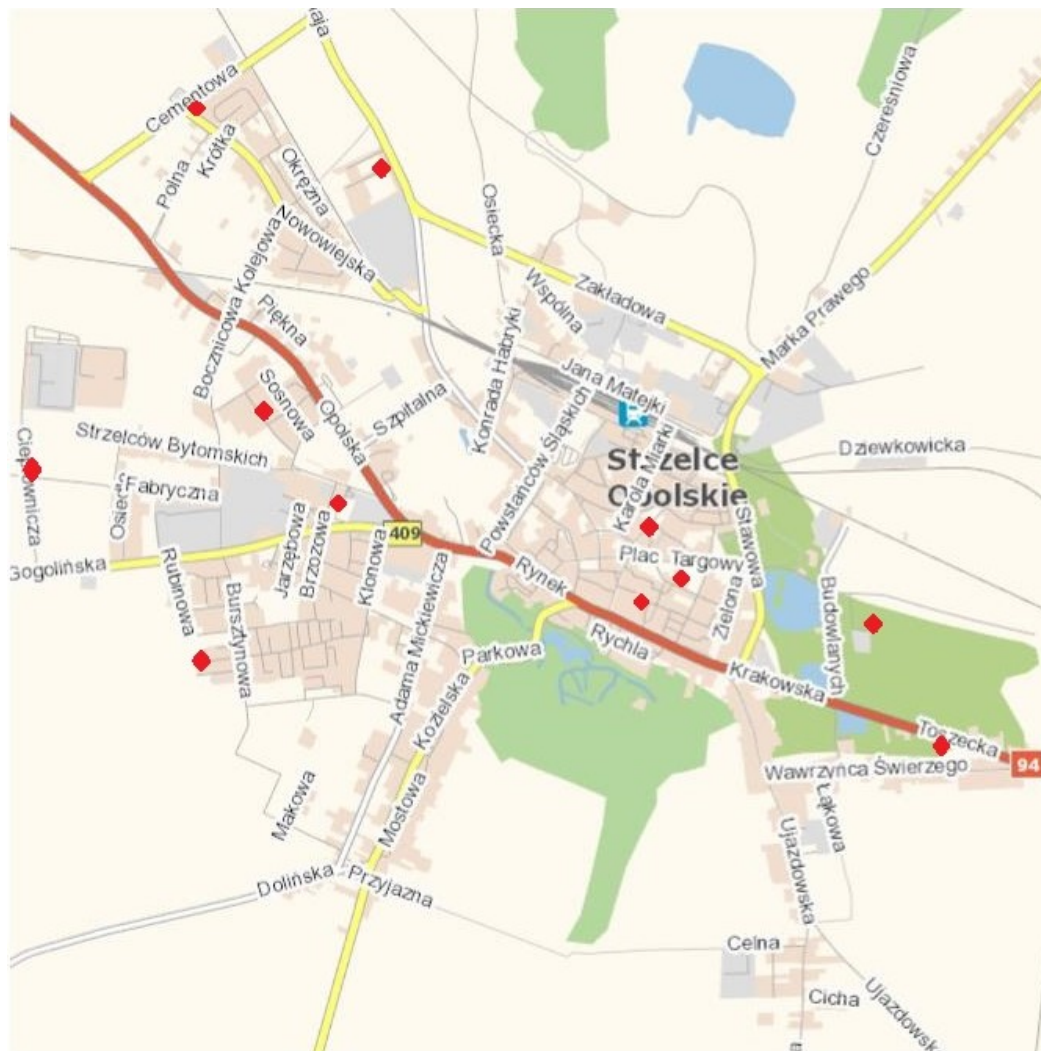 Cementowa
Czereśniowa
Krótka
Polna
Okrężna
Osiecka
Nowowiejska
Bocznicowa Kolejowa
Piękna
Wspólna
Zakładowa
Marka Prawego
Konrada Habryki
Jana Matejki
Sosnowa
Opolska
Szpitalna
Powstańców Śląskich
Karola Miarki
Strzelce
Opolskie
Strzelców Bytomskich
Dziewkowicka
Fabryczna
Gogolińska
409
Rynek
Plac Targowy
Stawowa
Zielona
Budowlanych
Rubinowa
Bursztynowa
Jarzębowa
Brzozowa
Klonowa
Adama Mickiewicza
Parkowa
Rychla
Krakowska
Kozielska
Toszecka
94
Wawrzyńca Świerzego
Makowa
Mostowa
Łąkowa
Ujazdowska
Dolińska
Przyjazna
Celna
Cicha